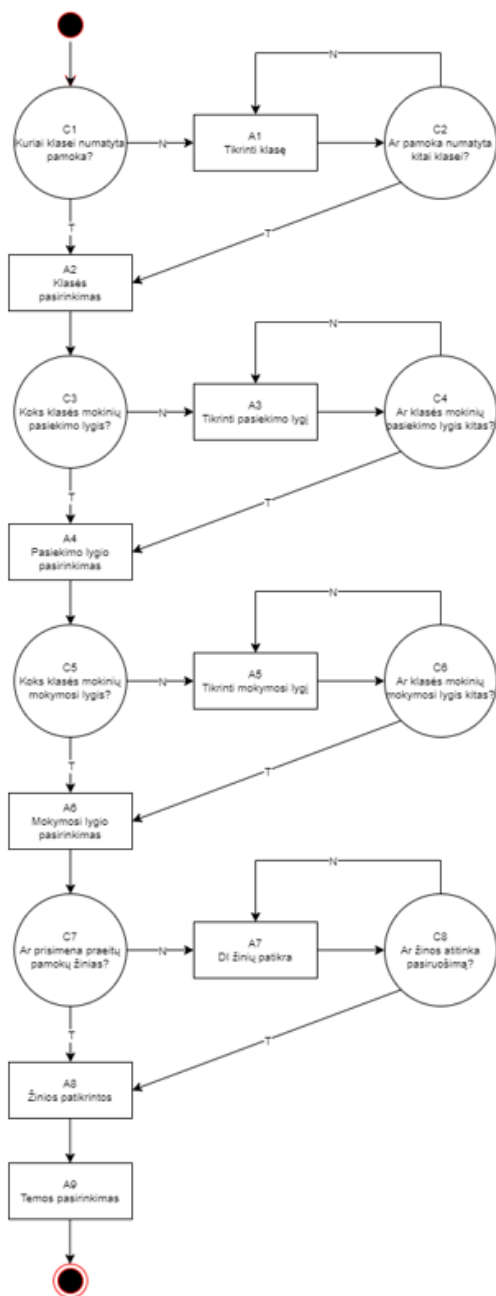 N
C1
Kuriai klasei numatyta
pamoka?
N
A1
Tikrinti klasę
C2
Ar pamoka numatyta
kitai klasei?
T
T
A2
Klasės
pasirinkimas
N
C3
Koks klasės mokinių
pasiekimo lygis?
N
A3
Tikrinti pasiekimo lygį
C4
Ar klasės mokinių
pasiekimo lygis kitas?
T
T
A4
Pasiekimo lygio
pasirinkimas
N
C5
Koks klasės mokinių
mokymosi lygis?
N
A5
Tikrinti mokymosi lygį
C6
Ar klasės mokinių
mokymosi lygis kitas?
T
T
A6
Mokymosi lygio
pasirinkimas
N
C7
Ar prisimena praeitų
pamokų žinias?
N
A7
DI žinių patikra
C8
Ar žinos atitinka
pasiruošimą?
T
T
A8
Žinios patikrintos
A9
Temos pasirinkimas